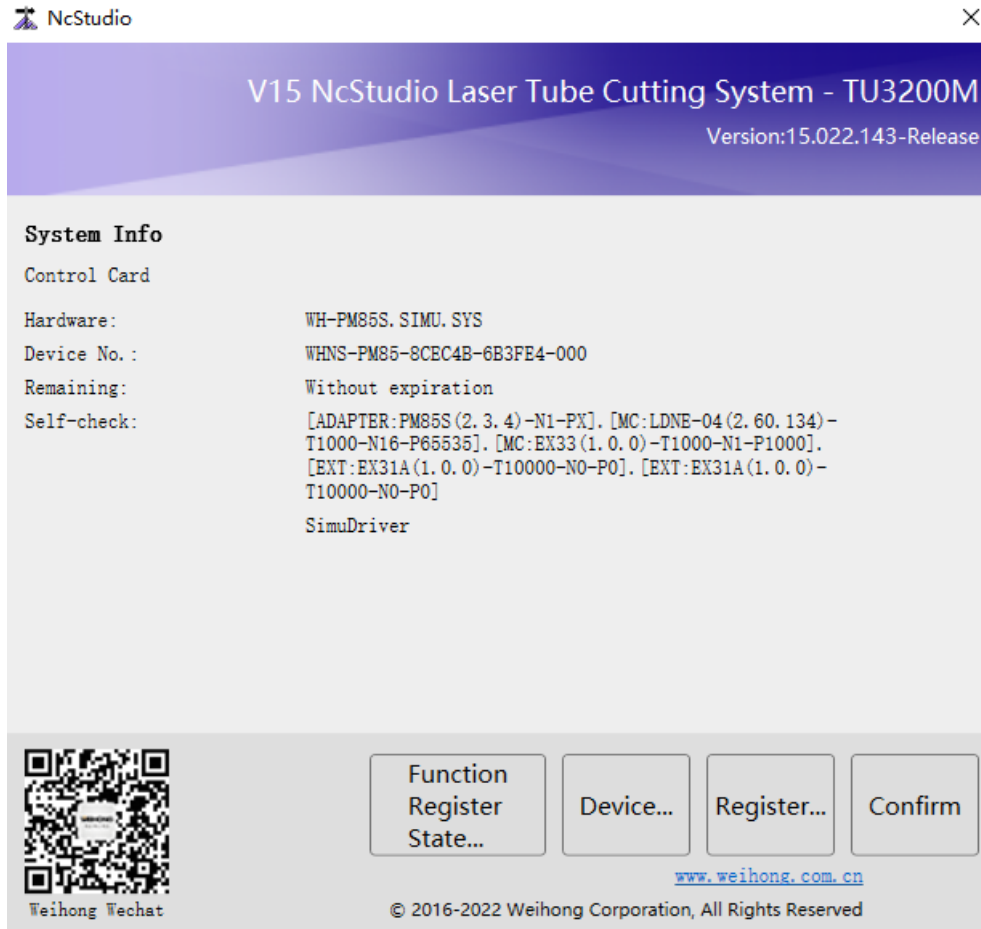 NcStudio
V15 NcStudio Laser Tube Cutting System - TU3200M
Version:15.022.143-Release
System Info
Control Card
Hardware: WH-PM85S.SIMU.SYS
Device No.: WHNS-PM85-8CEC4B-6B3FE4-000
Remaining: Without expiration
Self-check: [ADAPTER:PM85S(2.3.4)-N1-PX].[MC:LDNE-04(2.60.134)-
T1000-N16-P65535].[MC:EX33(1.0.0)-T1000-N1-P1000].
[EXT:EX31A(1.0.0)-T10000-N0-P0].[EXT:EX31A(1.0.0)-
T10000-N0-P0]
SimuDriver
Function
Register
State...
Device...
Register...
Confirm
www.weihong.com.cn
Weihong Wechat
© 2016-2022 Weihong Corporation, All Rights Reserved